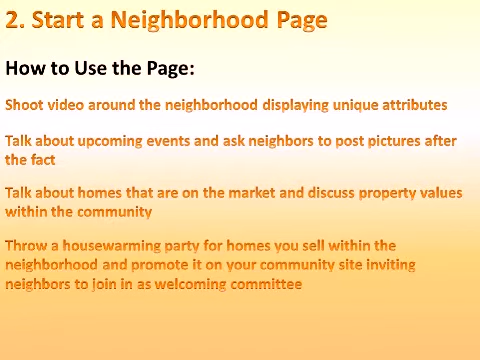 2. Start a Neighborhood Page
How to Use the Page:
Shoot video around the neighborhood displaying unique attributes
Talk about upcoming events and ask neighbors to post pictures after
the fact
Talk about homes that are on the market and discuss property values
within the community
Throw a housewarming party for homes you sell within the
neighborhood and promote it on your community site inviting
neighbors to join in as welcoming committee